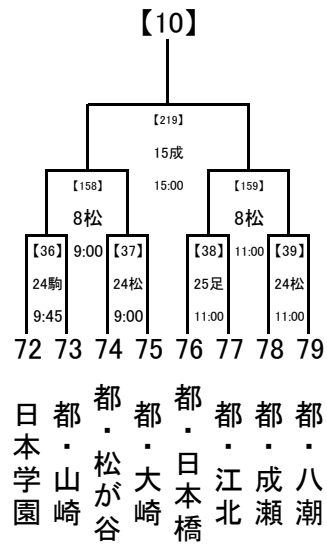 【10】
【219】
15成
15:00
【158】
【159】
8松
8松
9:00
11:00
【36】
【37】
【38】
【39】
24駒
24松
25足
24松
9:45
9:00
11:00
11:00
72 73 74 75 76 77 78 79
日本学園
都・山崎
都・松が谷
都・大崎
都・日本橋
都・江北
都・成瀬
都・八潮